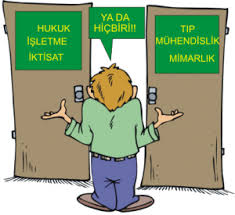 HUKUK
İŞLETME
İKTİSAT
YA DA
HİÇBİRİ!!
TIP
MÜHENDİSLİK
MİMARLIK